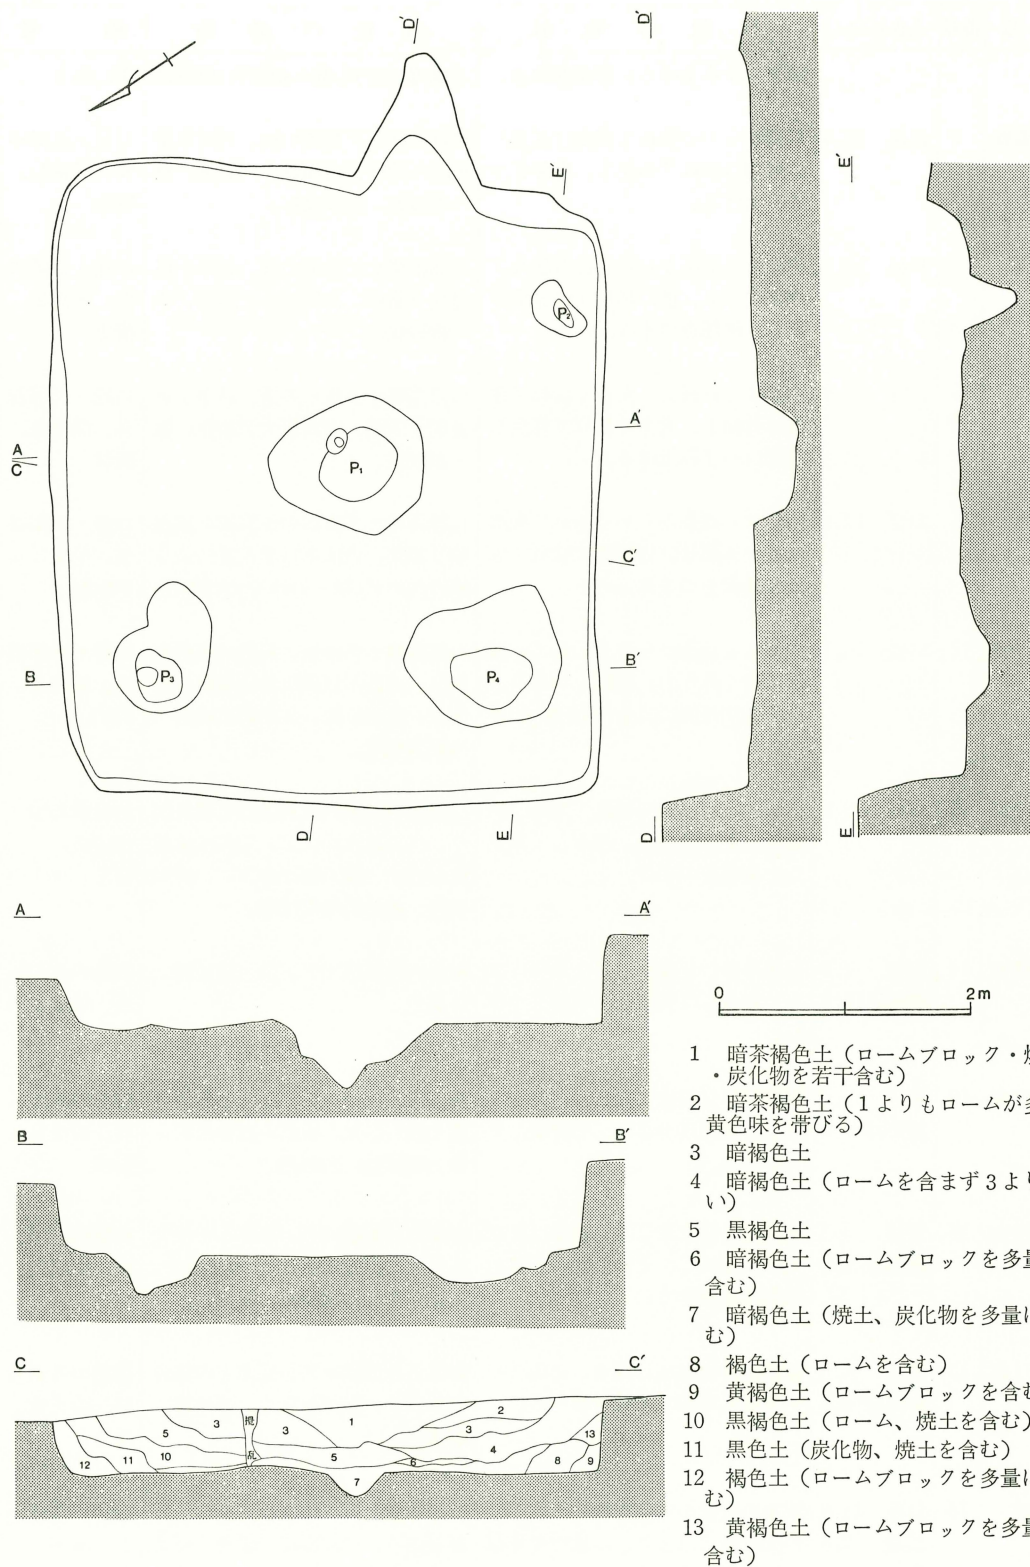 D′
D′
E′
E′
P₂
A′
A
C
P₁
C′
B
P₃
P₄
B′
D
E
D
E
A
A′
0
2m
B
B′
C
C′
1
2
3
3
3
撹
乱
5
5
4
13
10
11
12
6
8
9
7
1 暗茶褐色土（ロームブロック・
・炭化物を若干含む）
2 暗茶褐色土（1よりもロームが
黄色味を帯びる）
3 暗褐色土
4 暗褐色土（ロームを含まず3よ
い）
5 黒褐色土
6 暗褐色土（ロームブロックを多
含む）
7 暗褐色土（焼土、炭化物を多量
む）
8 褐色土（ロームを含む）
9 黄褐色土（ロームブロックを含
10 黒褐色土（ローム、焼土を含む）
11 黒色土（炭化物、焼土を含む）
12 褐色土（ロームブロックを多量
む）
13 黄褐色土（ロームブロックを多
含む）